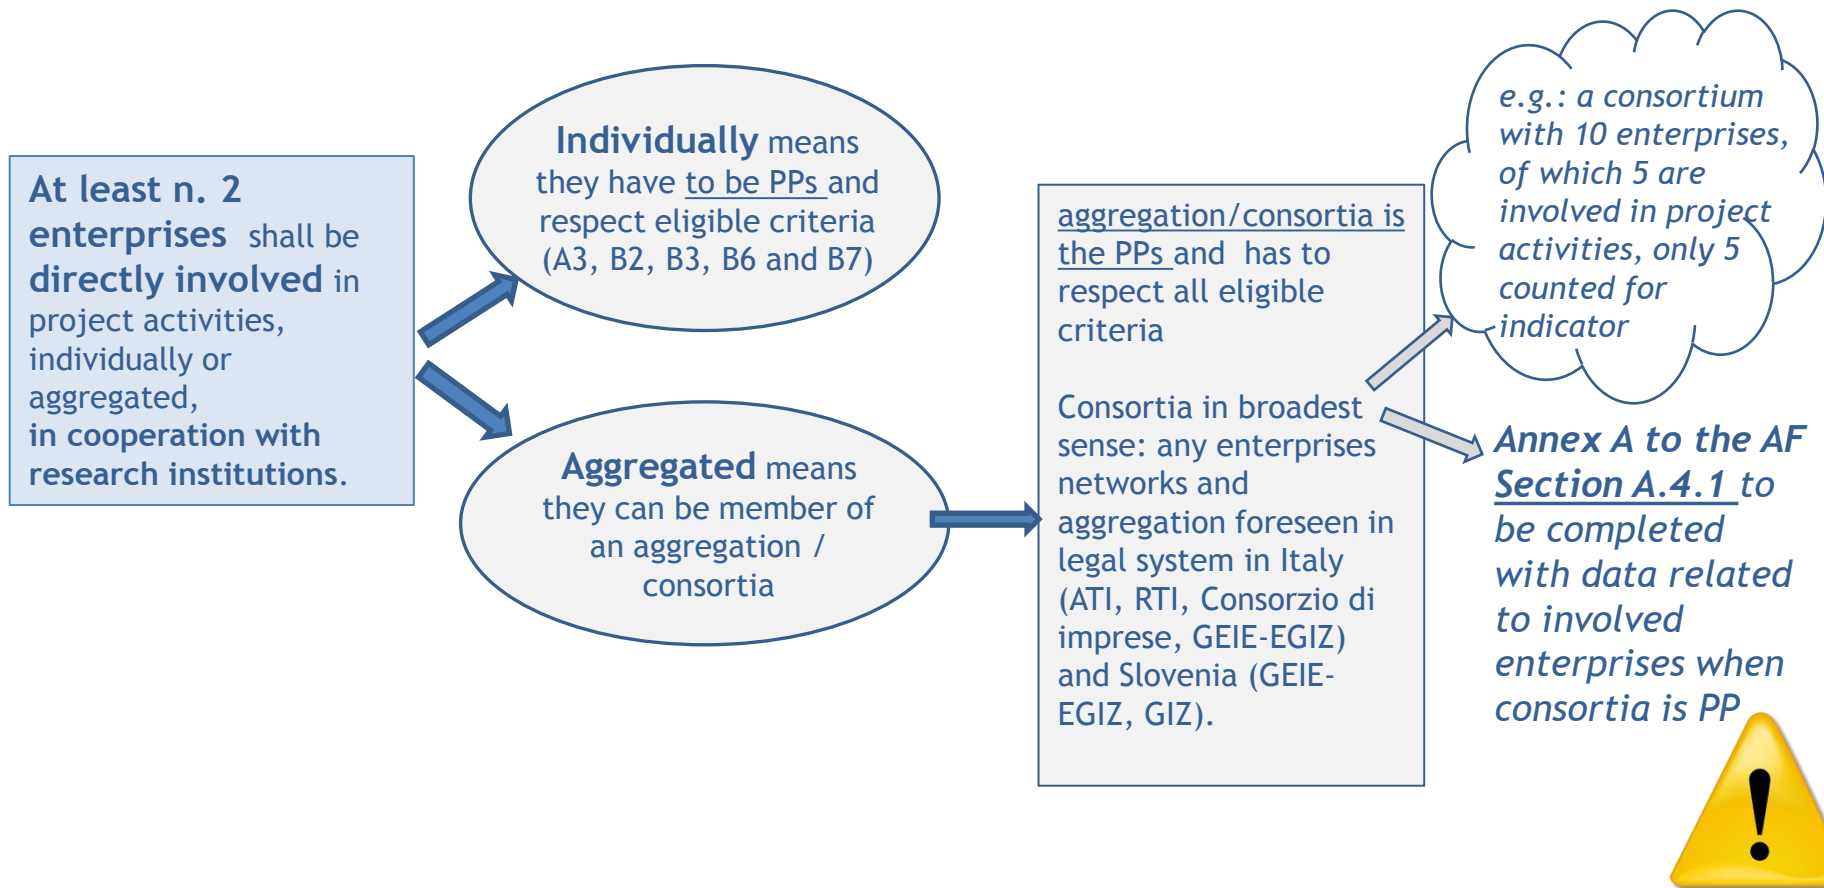 At least n. 2
enterprises shall be
directly involved in
project activities,
individually or
aggregated,
in cooperation with
research institutions.
Individually means
they have to be PPs and
respect eligible criteria
(A3, B2, B3, B6 and B7)
Aggregated means
they can be member of
an aggregation /
consortia
aggregation/consortia is
the PPs and has to
respect all eligible
criteria
Consortia in broadest
sense: any enterprises
networks and
aggregation foreseen in
legal system in Italy
(ATI, RTI, Consorzio di
imprese, GEIE-EGIZ)
and Slovenia (GEIE-
EGIZ, GIZ).
e.g.: a consortium
with 10 enterprises,
of which 5 are
involved in project
activities, only 5
counted for
indicator
Annex A to the AF
Section A.4.1 to
be completed
with data related
to involved
enterprises when
consortia is PP
!